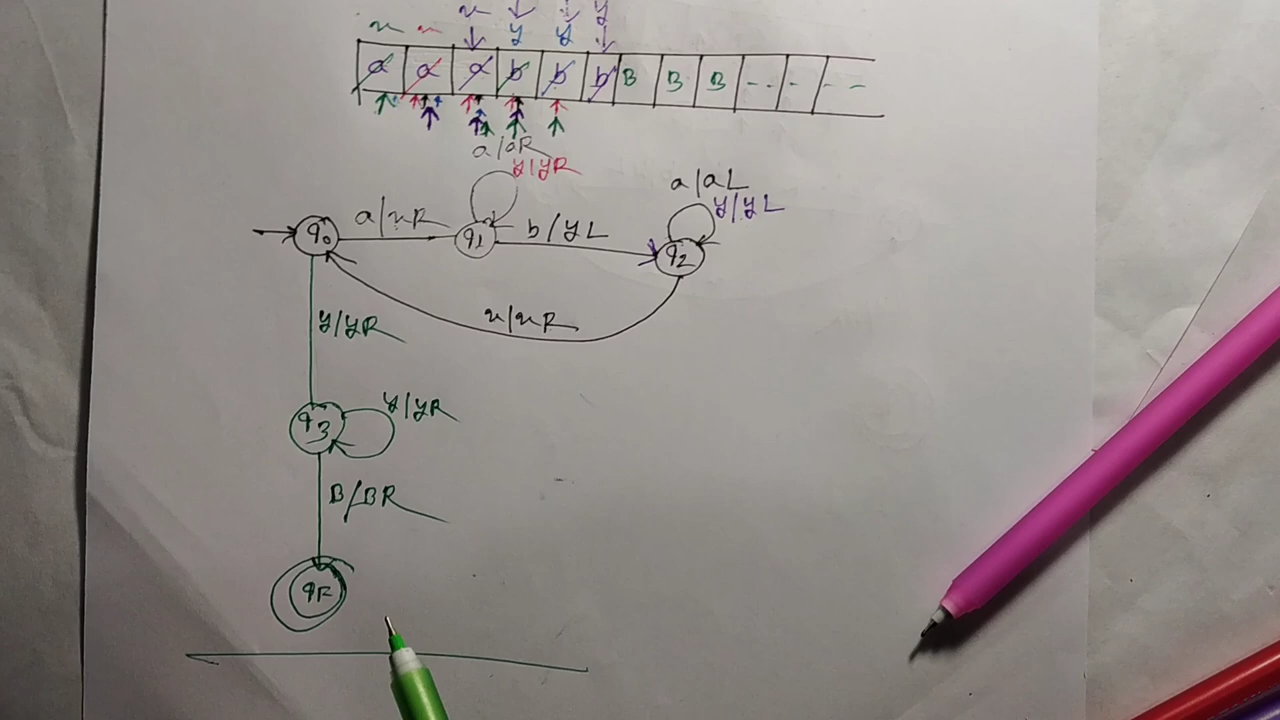 x x x y y y
a a a b b b B B B - - - - -
a/aR
y/yR
a/aL
y/yL
q0 a/xR q1 b/yL q2
x/xR
y/yR
q3 y/yR
B/BR
qF